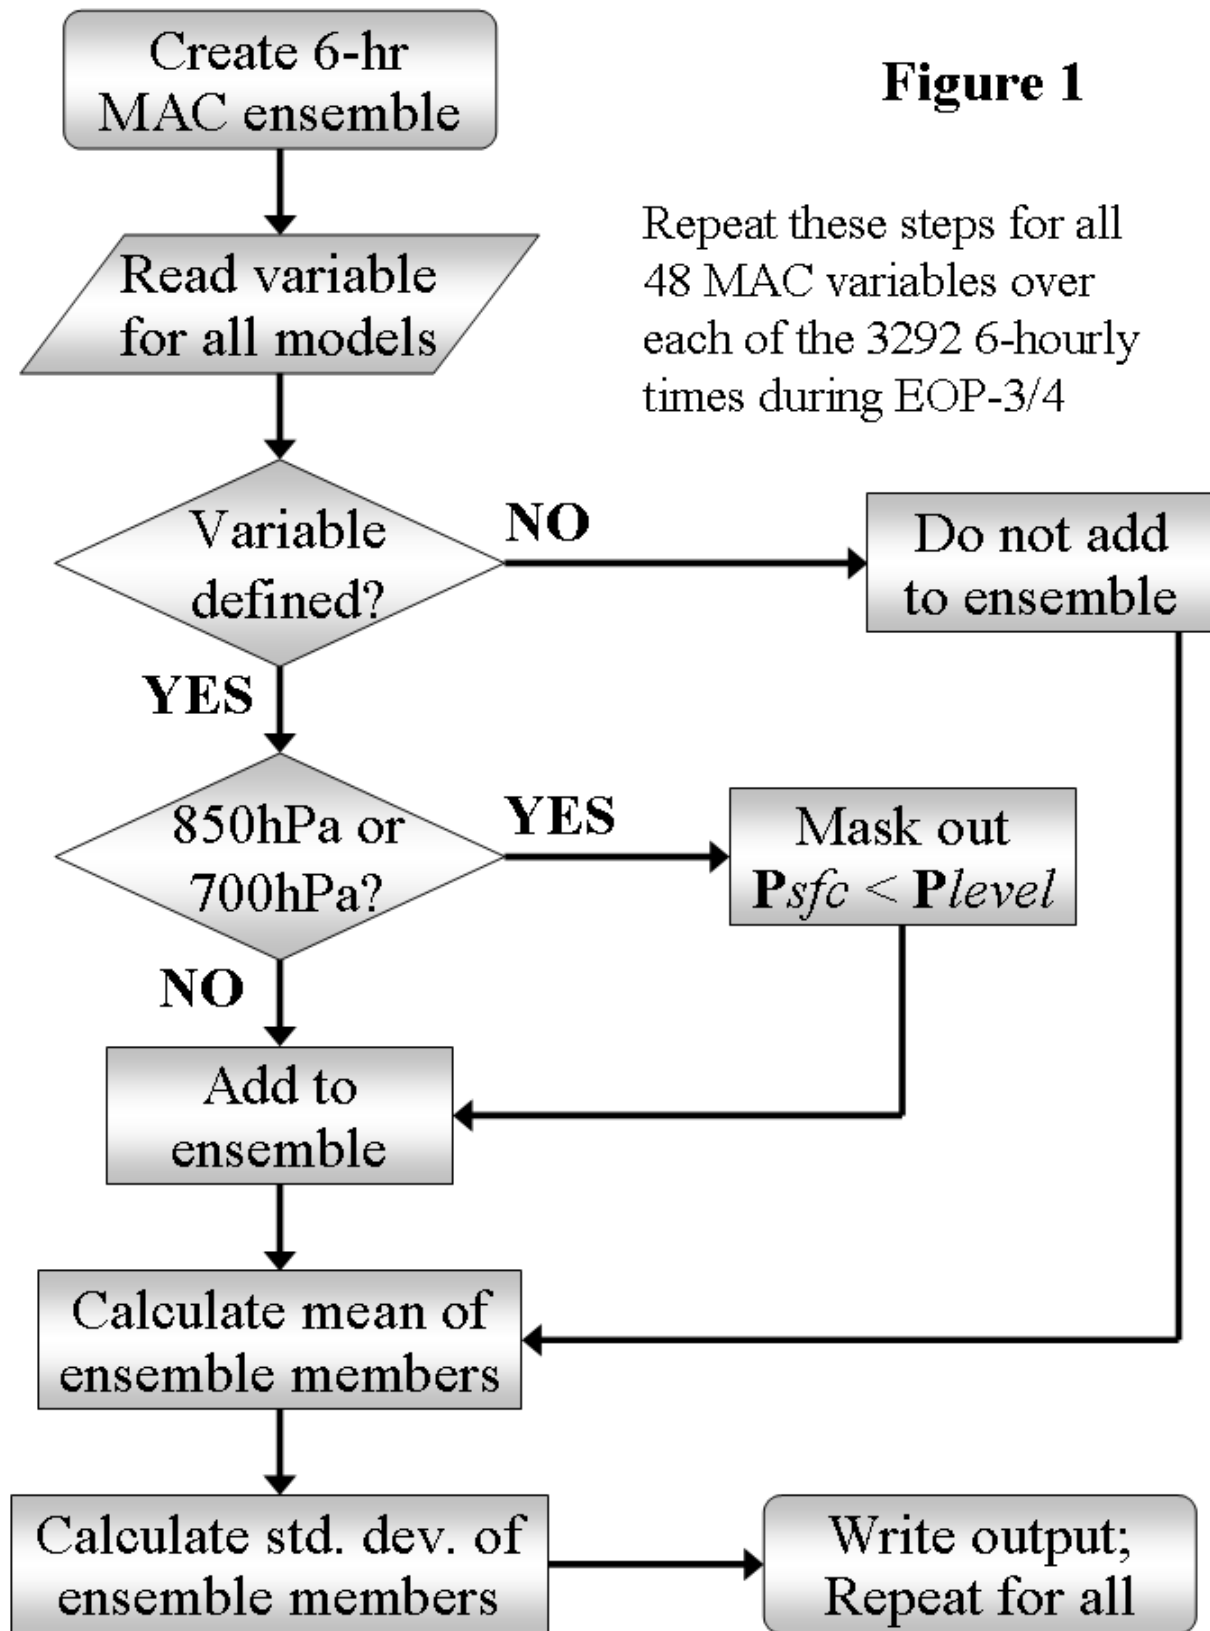 Create 6-hr
MAC ensemble
Figure 1
Repeat these steps for all
48 MAC variables over
each of the 3292 6-hourly
times during EOP-3/4
Read variable
for all models
Variable
defined?
NO
Do not add
to ensemble
YES
850hPa or
700hPa?
YES
Mask out
Psfc < Plevel
NO
Add to
ensemble
Calculate mean of
ensemble members
Calculate std. dev. of
ensemble members
Write output;
Repeat for all